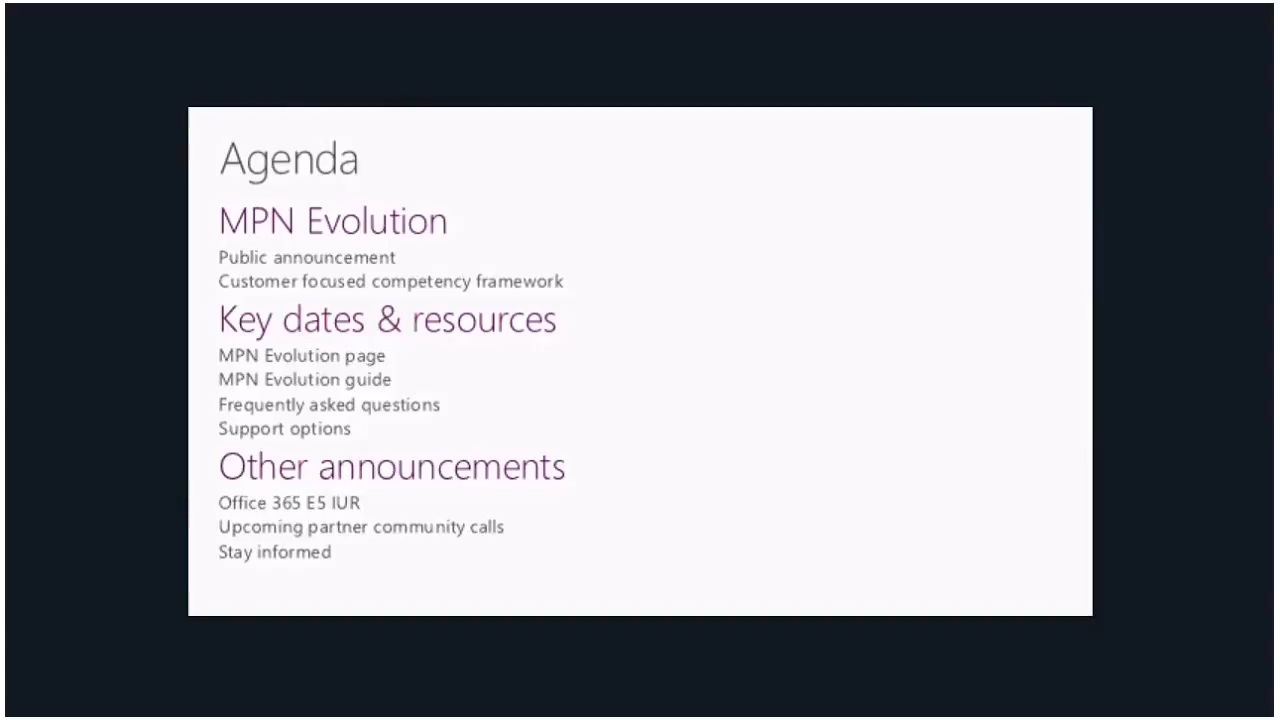 Agenda
MPN Evolution
Public announcement
Customer focused competency framework
Key dates & resources
MPN Evolution page
MPN Evolution guide
Frequently asked questions
Support options
Other announcements
Office 365 E5 IUR
Upcoming partner community calls
Stay informed